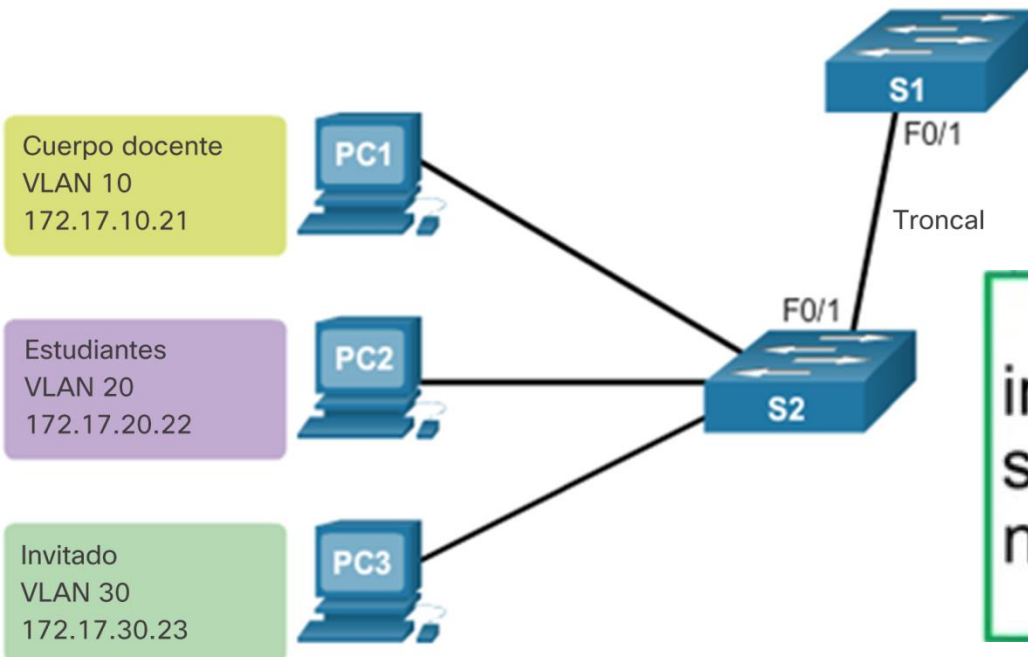 S1
F0/1
Troncal
Cuerpo docente
VLAN 10
172.17.10.21
PC1
Estudiantes
VLAN 20
172.17.20.22
PC2
F0/1
S2
Invitado
VLAN 30
172.17.30.23
PC3